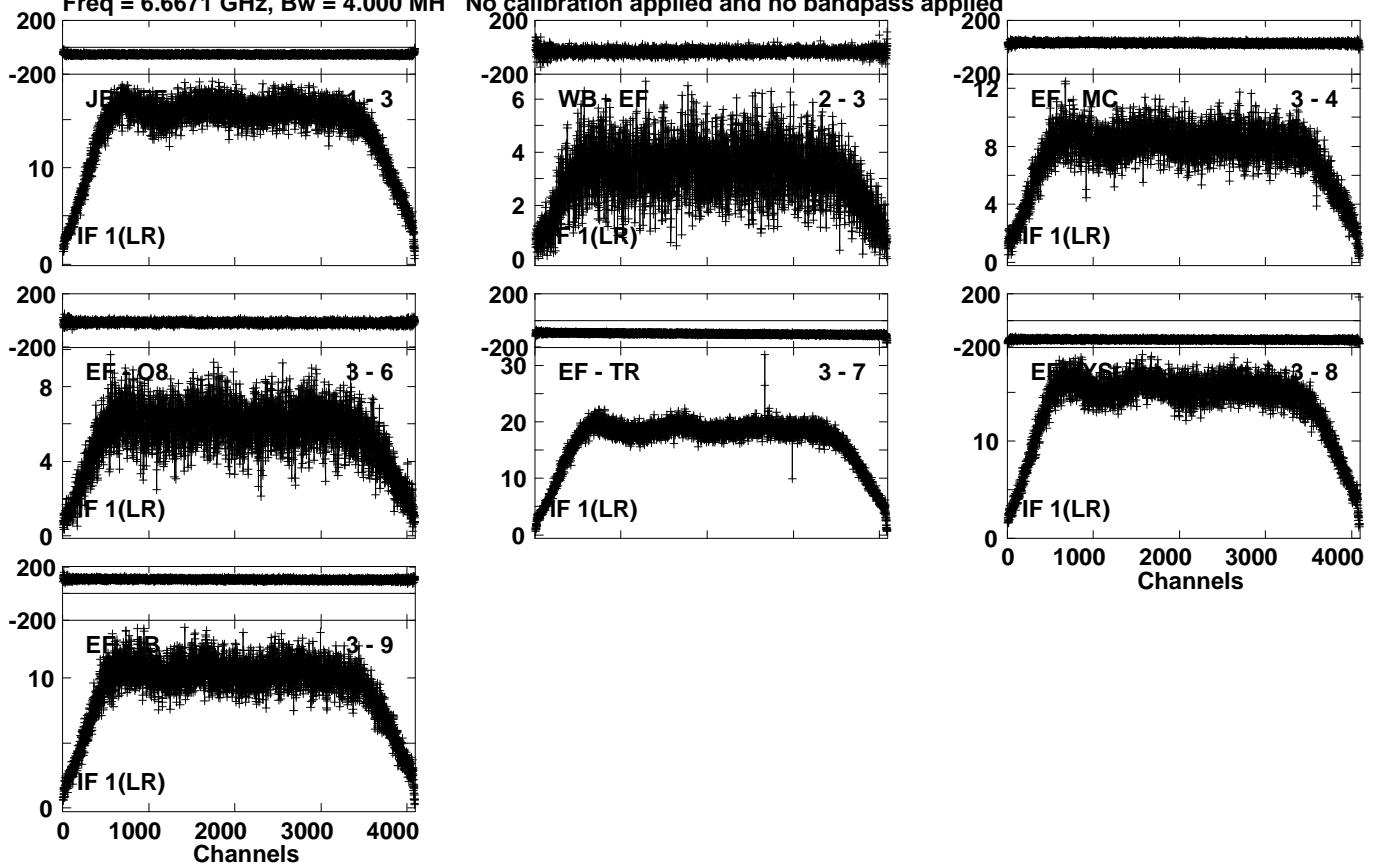 Freq = 6.6671 GHz, Bw = 4.000 MH No calibration applied and no bandpass applied
200
-200
10
0
1 - 3
IF 1(LR)
200
-200
6
4
2
0
WB - EF
2 - 3
IF 1(LR)
200
-200
12
8
4
0
EF - MC
3 - 4
IF 1(LR)
200
-200
8
4
0
EF - O8
3 - 6
IF 1(LR)
200
-200
30
20
10
0
EF - TR
3 - 7
IF 1(LR)
200
-200
10
0
EF - YS
3 - 8
IF 1(LR)
0 1000 2000 3000 4000
Channels
200
-200
10
0
EF - IB
3 - 9
IF 1(LR)
0 1000 2000 3000 4000
Channels